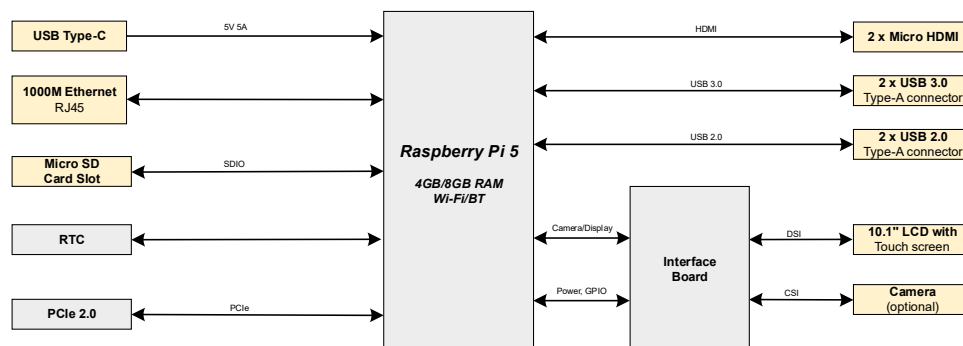 USB Type-C
5V 5A
1000M Ethernet
RJ45
Micro SD
Card Slot
SDIO
RTC
PCIe 2.0
PCIe
Raspberry Pi 5
4GB/8GB RAM
Wi-Fi/BT
HDMI
2 x Micro HDMI
USB 3.0
2 x USB 3.0
Type-A connector
USB 2.0
2 x USB 2.0
Type-A connector
Camera/Display
Power, GPIO
Interface
Board
DSI
10.1" LCD with
Touch screen
CSI
Camera
(optional)